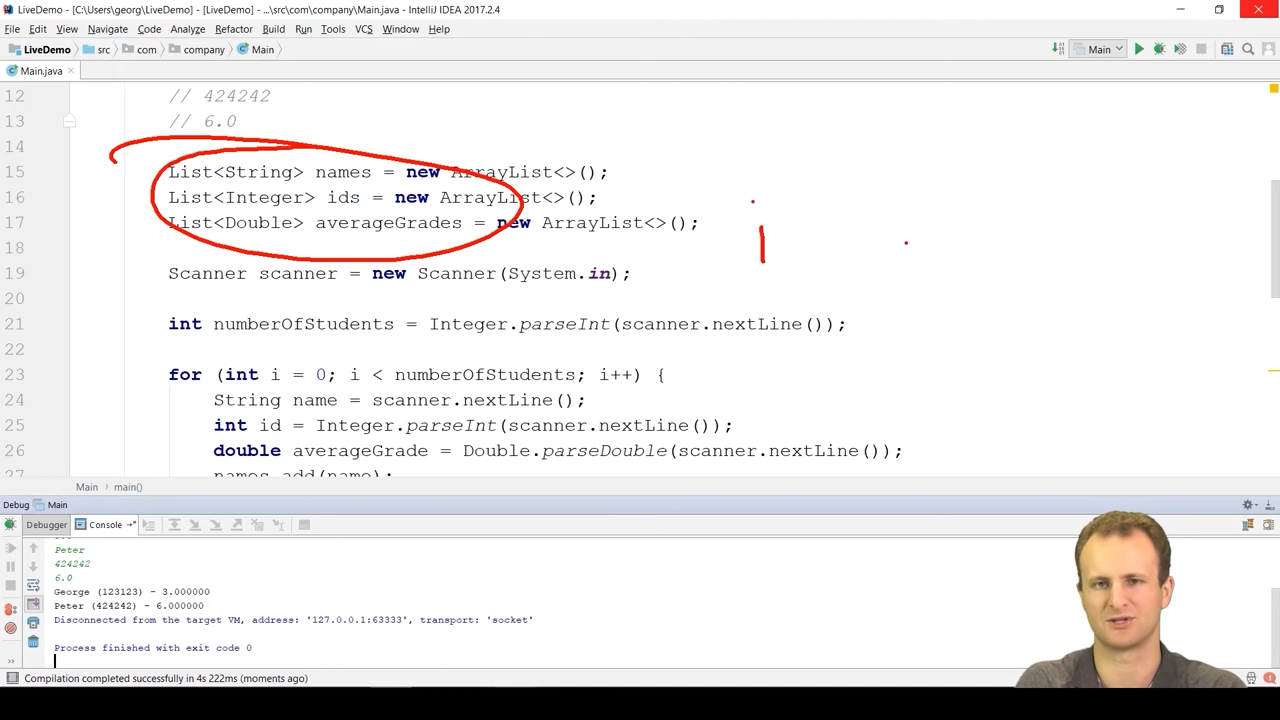 LiveDemo - [C:\Users\georg\LiveDemo] - [LiveDemo] - ...\src\com\company\Main.java - IntelliJ IDEA 2017.2.4
File Edit View Navigate Code Analyze Refactor Build Run Tools VCS Window Help
LiveDemo src com company Main Main
Main.java
12 // 424242
13 // 6.0
14
15 List<String> names = new ArrayList<>();
16 List<Integer> ids = new ArrayList<>();
17 List<Double> averageGrades = new ArrayList<>();
18
19 Scanner scanner = new Scanner(System.in);
20
21 int numberOfStudents = Integer.parseInt(scanner.nextLine());
22
23 for (int i = 0; i < numberOfStudents; i++) {
24 String name = scanner.nextLine();
25 int id = Integer.parseInt(scanner.nextLine());
26 double averageGrade = Double.parseDouble(scanner.nextLine());
27 names.add(name);
Main main()
Debug Main
Debugger Console
Peter
424242
6.0
George (123123) - 3.000000
Peter (424242) - 6.000000
Disconnected from the target VM, address: '127.0.0.1:63333', transport: 'socket'
Process finished with exit code 0
Compilation completed successfully in 4s 222ms (moments ago)